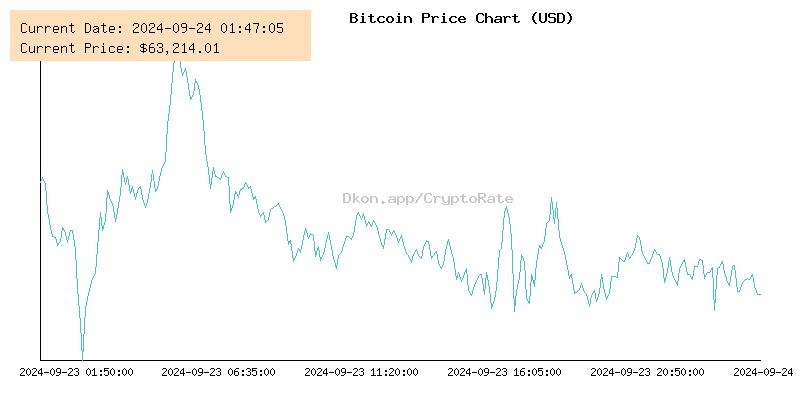 Bitcoin Price Chart (USD)
Current Date: 2024-09-24 01:47:05
Current Price: $63,214.01
Dkon.app/CryptoRate
2024-09-23 01:50:00 2024-09-23 06:35:00 2024-09-23 11:20:00 2024-09-23 16:05:00 2024-09-23 20:50:00 2024-09-24